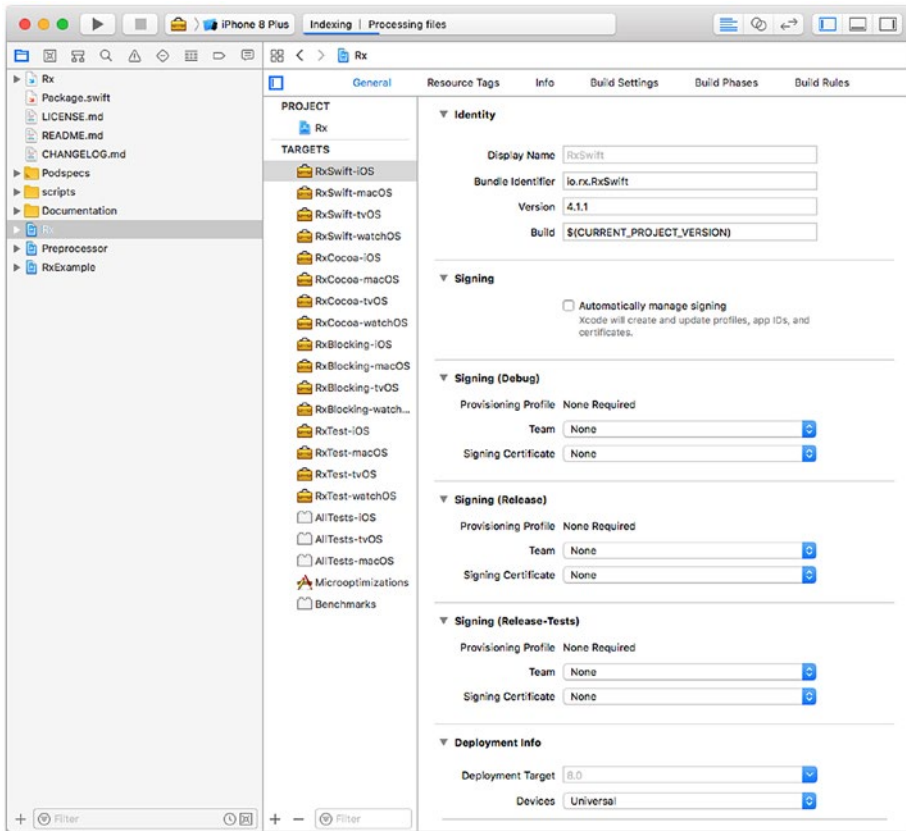 iPhone 8 Plus
Indexing | Processing files
Rx
Package.swift
LICENSE.md
README.md
CHANGELOG.md
Podspecs
scripts
Documentation
Rx
Preprocessor
RxExample
Filter
Rx
General
Resource Tags
Info
Build Settings
Build Phases
Build Rules
PROJECT
Rx
TARGETS
RxSwift-iOS
RxSwift-macOS
RxSwift-tvOS
RxSwift-watchOS
RxCocoa-iOS
RxCocoa-macOS
RxCocoa-tvOS
RxCocoa-watchOS
RxBlocking-iOS
RxBlocking-macOS
RxBlocking-tvOS
RxBlocking-watch...
RxTest-iOS
RxTest-macOS
RxTest-tvOS
RxTest-watchOS
AllTests-iOS
AllTests-tvOS
AllTests-macOS
Microoptimizations
Benchmarks
Filter
Identity
Display Name RxSwift
Bundle Identifier io.rx.RxSwift
Version 4.1.1
Build $(CURRENT_PROJECT_VERSION)
Signing
Automatically manage signing
Xcode will create and update profiles, app IDs, and
certificates.
Signing (Debug)
Provisioning Profile None Required
Team None
Signing Certificate None
Signing (Release)
Provisioning Profile None Required
Team None
Signing Certificate None
Signing (Release-Tests)
Provisioning Profile None Required
Team None
Signing Certificate None
Deployment Info
Deployment Target 8.0
Devices Universal